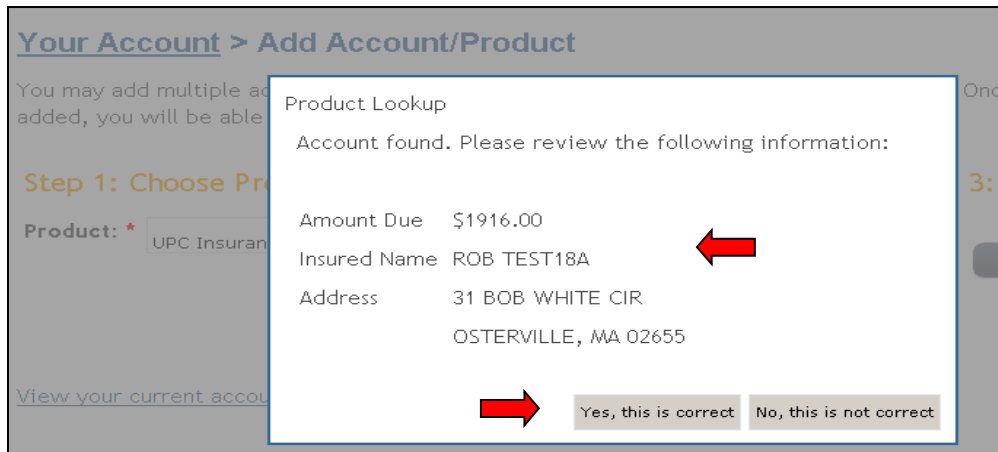 Your Account > Add Account/Product
You may add multiple ac
added, you will be able
Onc
Step 1: Choose Pr
3:
Product: * UPC Insuran
View your current accou
Product Lookup
Account found. Please review the following information:
Amount Due $1916.00
Insured Name ROB TEST18A
Address 31 BOB WHITE CIR
OSTERVILLE, MA 02655
Yes, this is correct No, this is not correct